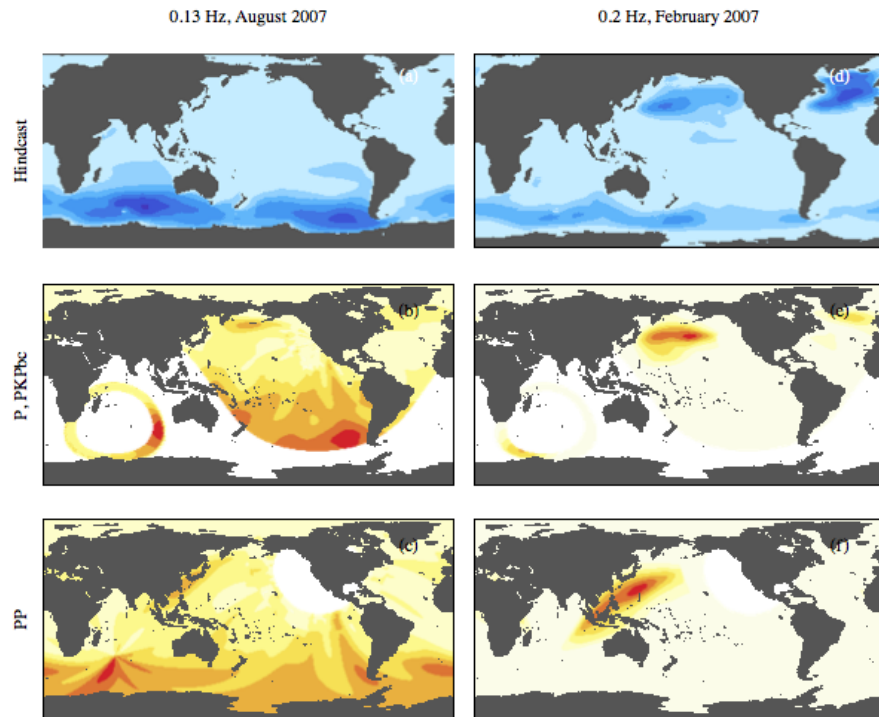 0.13 Hz, August 2007
0.2 Hz, February 2007
Hindcast
(a)
(d)
P, PKPbc
(b)
(e)
PP
(c)
(f)